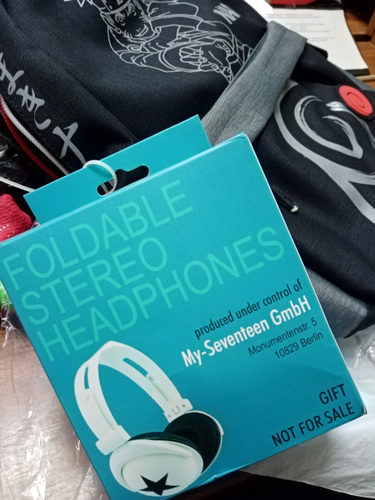 FOLDABLE
STEREO
HEADPHONES
produced under control of
My-Seventeen GmbH
Monumentenstr. 5
10829 Berlin
GIFT
NOT FOR SALE